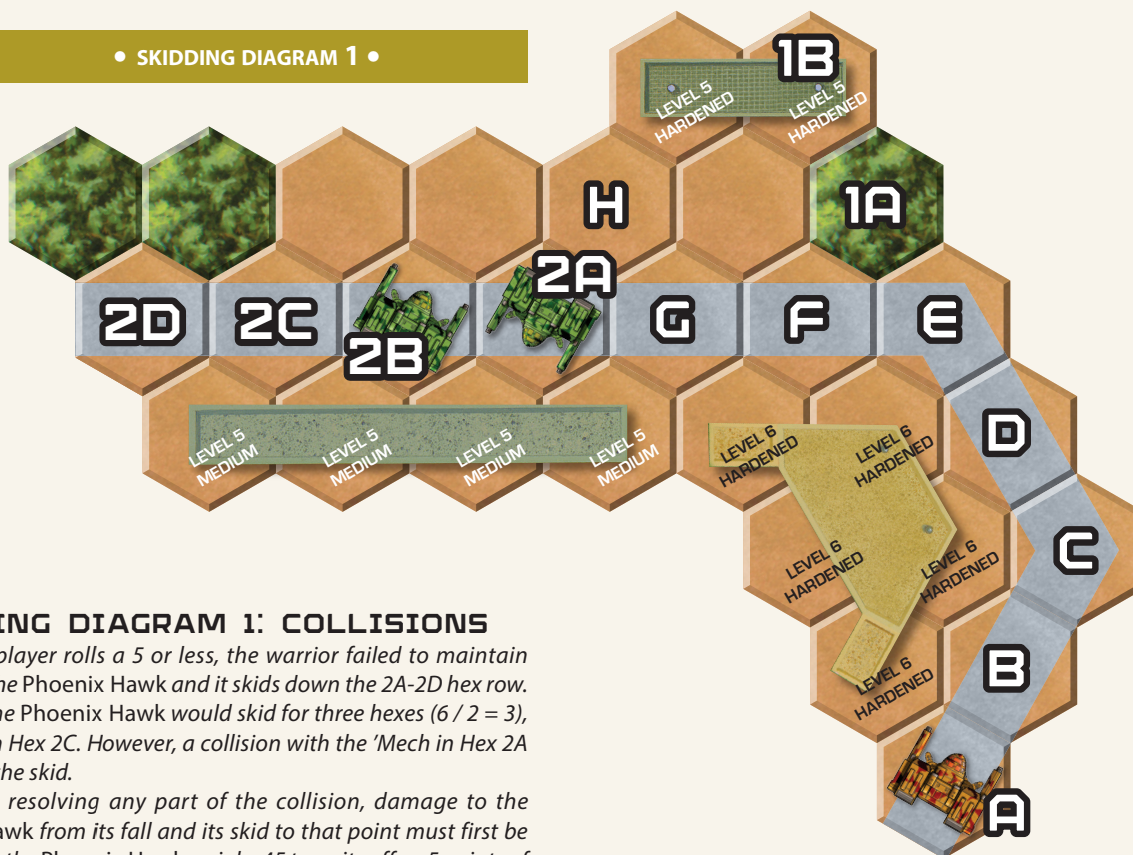 • SKIDDING DIAGRAM 1 •
1B
LEVEL 5
HARDENED
LEVEL 5
HARDENED
H
1A
2A
2D
2C
2B
G
F
E
D
LEVEL 5
MEDIUM
LEVEL 5
MEDIUM
LEVEL 5
MEDIUM
LEVEL 5
MEDIUM
LEVEL 6
HARDENED
LEVEL 6
HARDENED
C
LEVEL 6
HARDENED
LEVEL 6
HARDENED
B
LEVEL 6
HARDENED
A
ING DIAGRAM 1: COLLISIONS
player rolls a 5 or less, the warrior failed to maintain
he Phoenix Hawk and it skids down the 2A-2D hex row.
he Phoenix Hawk would skid for three hexes (6 / 2 = 3),
n Hex 2C. However, a collision with the ’Mech in Hex 2A
the skid.
resolving any part of the collision, damage to the
awk from its fall and its skid to that point must first be